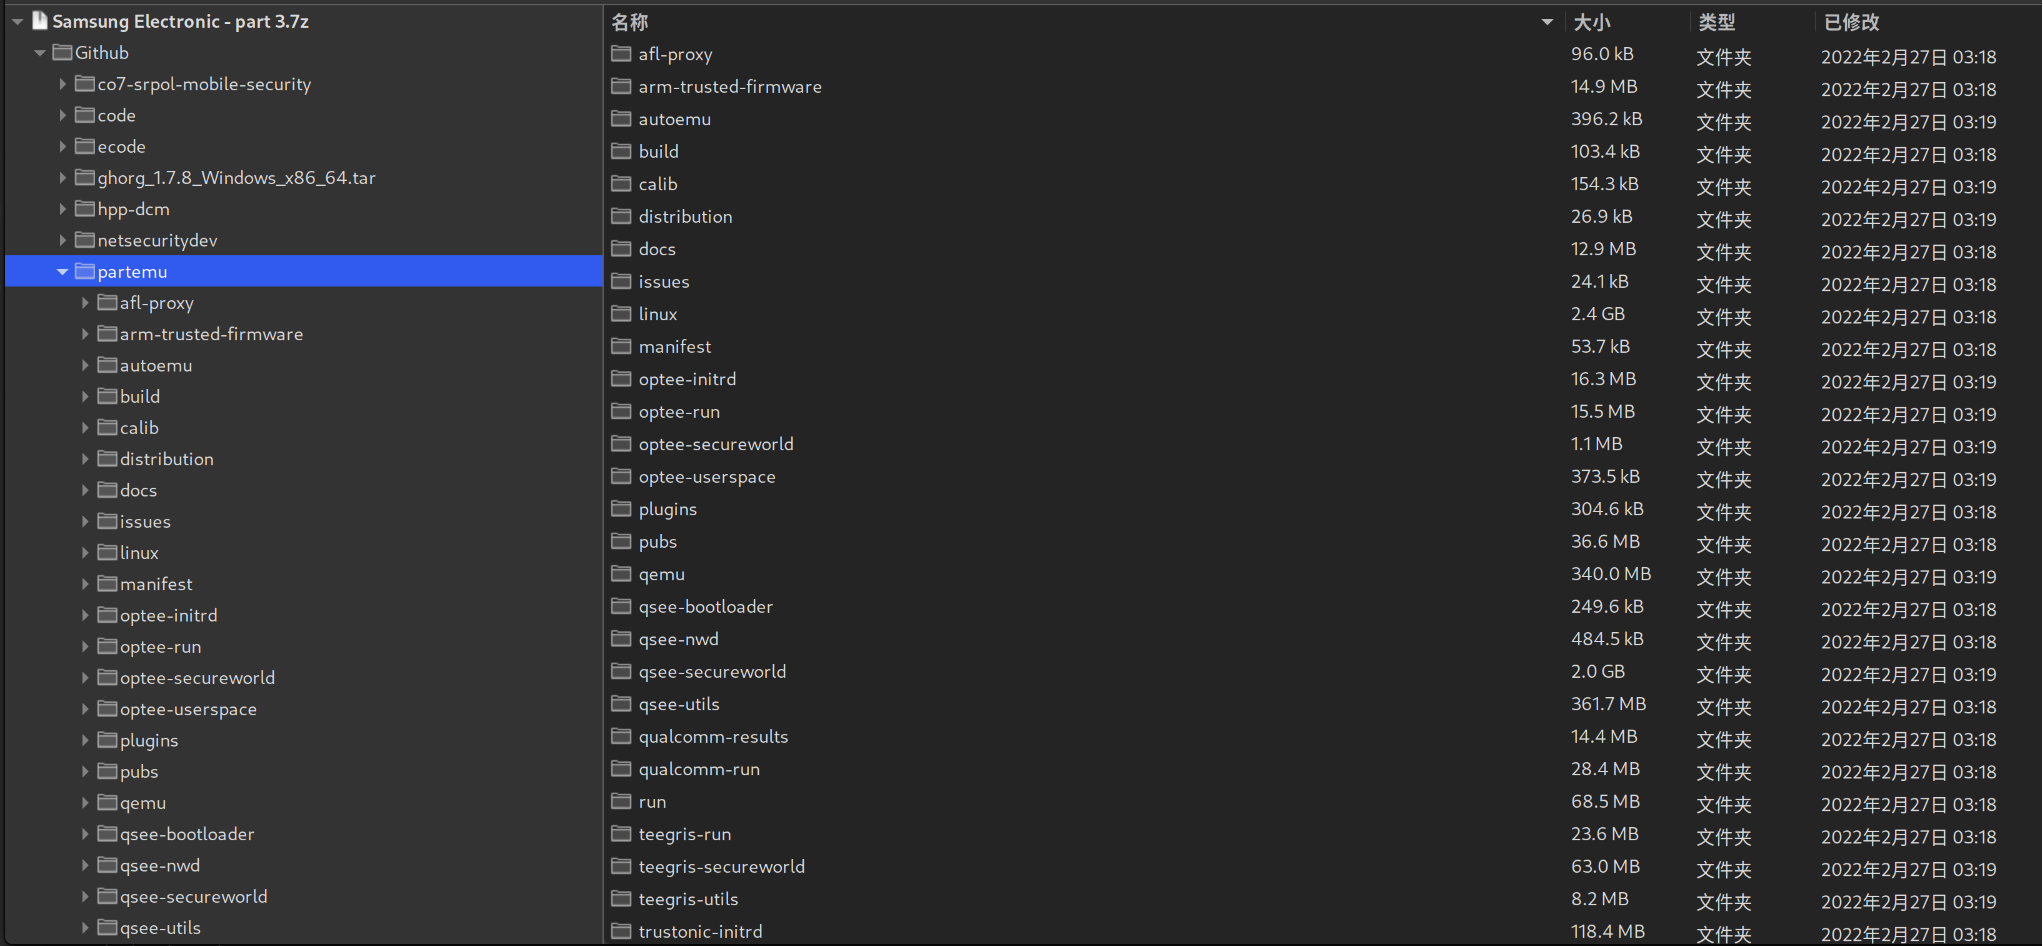 Samsung Electronic - part 3.7z
Github
co7-srpol-mobile-security
code
ecode
ghorg_1.7.8_Windows_x86_64.tar
hpp-dcm
netsecuritydev
partemu
afl-proxy
arm-trusted-firmware
autoemu
build
calib
distribution
docs
issues
linux
manifest
optee-initrd
optee-run
optee-secureworld
optee-userspace
plugins
pubs
qemu
qsee-bootloader
qsee-nwd
qsee-secureworld
qsee-utils
名称 大小 类型 已修改
afl-proxy 96.0 kB 文件夹 2022年2月27日 03:18
arm-trusted-firmware 14.9 MB 文件夹 2022年2月27日 03:18
autoemu 396.2 kB 文件夹 2022年2月27日 03:19
build 103.4 kB 文件夹 2022年2月27日 03:18
calib 154.3 kB 文件夹 2022年2月27日 03:19
distribution 26.9 kB 文件夹 2022年2月27日 03:19
docs 12.9 MB 文件夹 2022年2月27日 03:18
issues 24.1 kB 文件夹 2022年2月27日 03:18
linux 2.4 GB 文件夹 2022年2月27日 03:18
manifest 53.7 kB 文件夹 2022年2月27日 03:18
optee-initrd 16.3 MB 文件夹 2022年2月27日 03:19
optee-run 15.5 MB 文件夹 2022年2月27日 03:19
optee-secureworld 1.1 MB 文件夹 2022年2月27日 03:19
optee-userspace 373.5 kB 文件夹 2022年2月27日 03:19
plugins 304.6 kB 文件夹 2022年2月27日 03:18
pubs 36.6 MB 文件夹 2022年2月27日 03:18
qemu 340.0 MB 文件夹 2022年2月27日 03:19
qsee-bootloader 249.6 kB 文件夹 2022年2月27日 03:18
qsee-nwd 484.5 kB 文件夹 2022年2月27日 03:18
qsee-secureworld 2.0 GB 文件夹 2022年2月27日 03:19
qsee-utils 361.7 MB 文件夹 2022年2月27日 03:18
qualcomm-results 14.4 MB 文件夹 2022年2月27日 03:18
qualcomm-run 28.4 MB 文件夹 2022年2月27日 03:18
run 68.5 MB 文件夹 2022年2月27日 03:18
teegris-run 23.6 MB 文件夹 2022年2月27日 03:18
teegris-secureworld 63.0 MB 文件夹 2022年2月27日 03:19
teegris-utils 8.2 MB 文件夹 2022年2月27日 03:19
trustonic-initrd 118.4 MB 文件夹 2022年2月27日 03:18